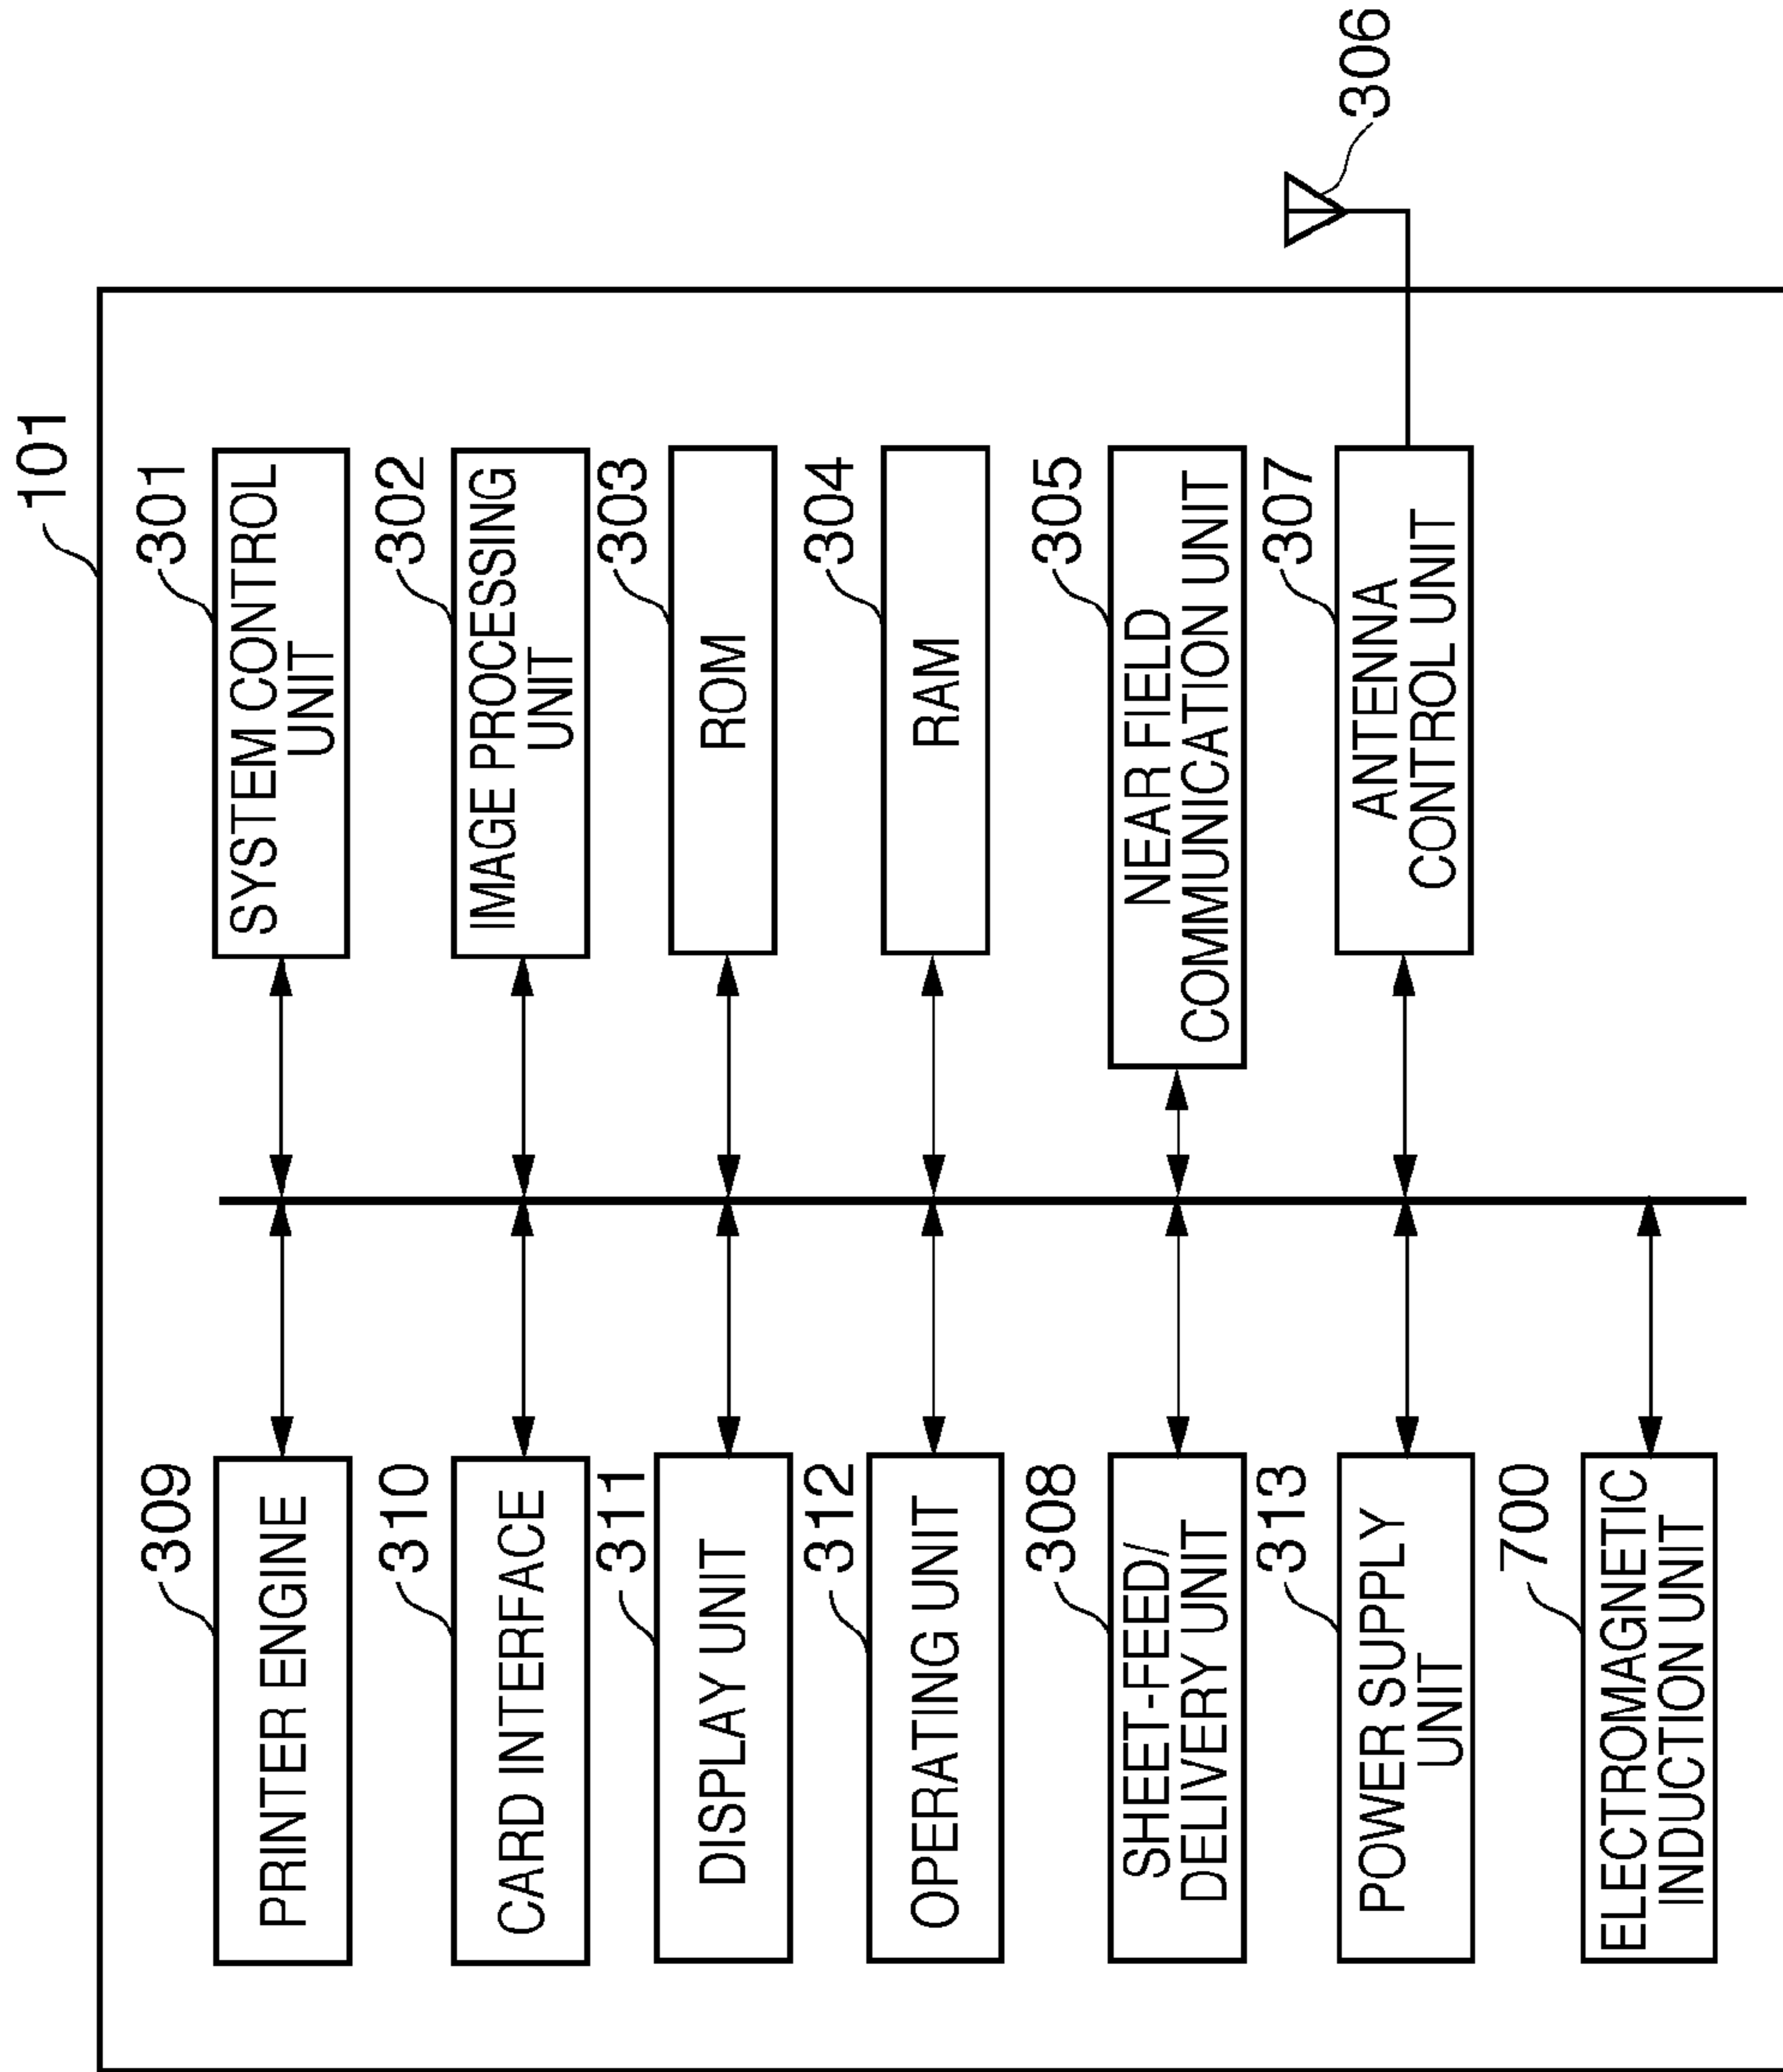 101
309
PRINTER ENGINE
301
SYSTEM CONTROL
UNIT
310
CARD INTERFACE
302
IMAGE PROCESSING
UNIT
311
DISPLAY UNIT
303
ROM
312
OPERATING UNIT
304
RAM
308
SHEET-FEED/
DELIVERY UNIT
305
NEAR FIELD
COMMUNICATION UNIT
313
POWER SUPPLY
UNIT
307
ANTENNA
CONTROL UNIT
306
700
ELECTROMAGNETIC
INDUCTION UNIT